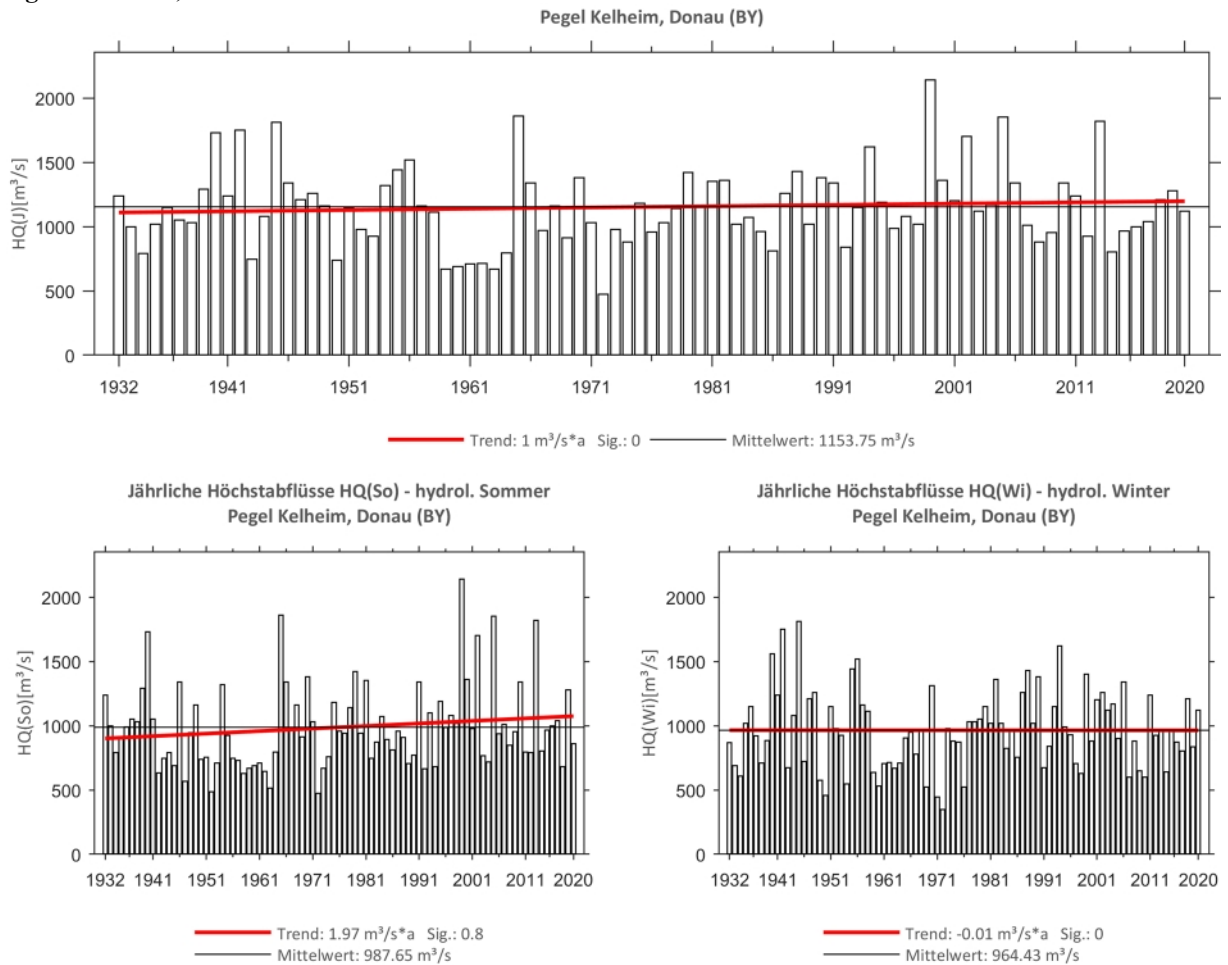 Pegel Kelheim, Donau (BY)
HQ(J)[m³/s]
2000
1500
1000
500
0
1932 1941 1951 1961 1971 1981 1991 2001 2011 2020
Trend: 1 m³/s*a Sig.: 0 Mittelwert: 1153.75 m³/s
Jährliche Höchstabflüsse HQ(So) - hydrol. Sommer
Pegel Kelheim, Donau (BY)
HQ(So)[m³/s]
2000
1500
1000
500
0
1932 1941 1951 1961 1971 1981 1991 2001 2011 2020
Trend: 1.97 m³/s*a Sig.: 0.8
Mittelwert: 987.65 m³/s
Jährliche Höchstabflüsse HQ(Wi) - hydrol. Winter
Pegel Kelheim, Donau (BY)
HQ(Wi)[m³/s]
2000
1500
1000
500
0
1932 1941 1951 1961 1971 1981 1991 2001 2011 2020
Trend: -0.01 m³/s*a Sig.: 0
Mittelwert: 964.43 m³/s